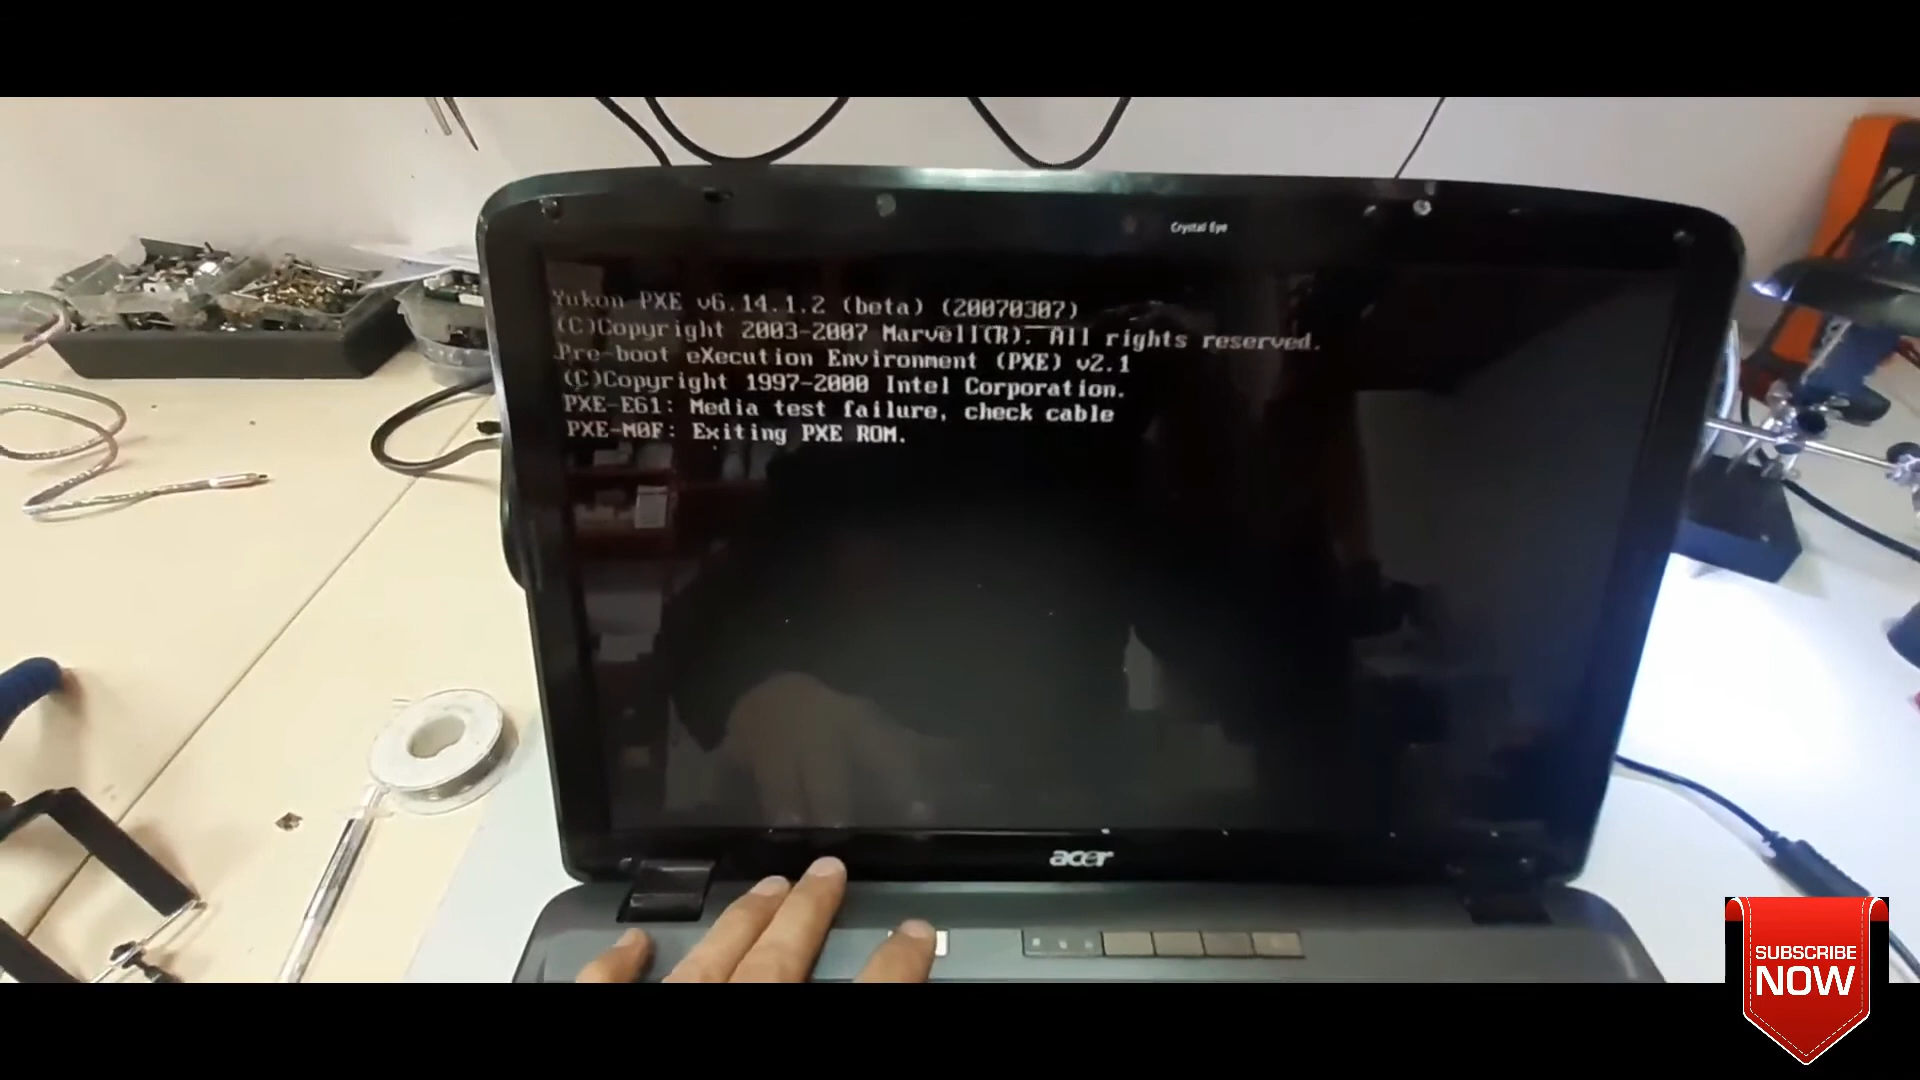 Crystal Eye
Yukon PXE v6.14.1.2 (beta) (20070307)
(C)Copyright 2003-2007 Marvell(R). All rights reserved.
Pre-boot eXecution Environment (PXE) v2.1
(C)Copyright 1997-2000 Intel Corporation.
PXE-E61: Media test failure, check cable
PXE-M0F: Exiting PXE ROM.
acer
SUBSCRIBE
NOW